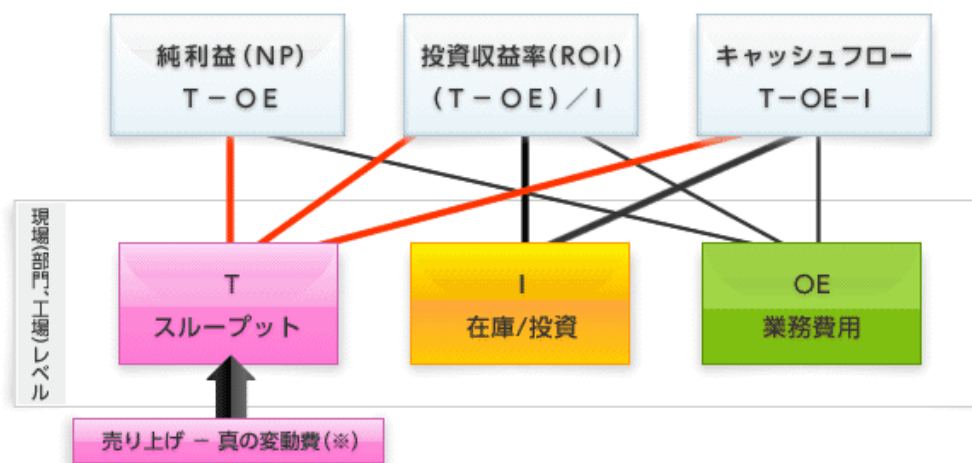 純利益(NP)
T－OE
投資収益率(ROI)
(T－OE)／I
キャッシュフロー
T－OE－I
現場(部門、工場)レベル
T
スループット
I
在庫/投資
OE
業務費用
売り上げ － 真の変動費(※)